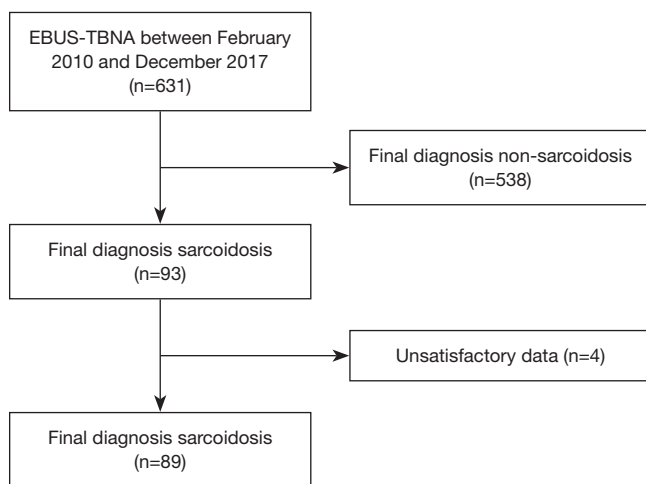 EBUS-TBNA between February
2010 and December 2017
(n=631)
Final diagnosis non-sarcoidosis
(n=538)
Final diagnosis sarcoidosis
(n=93)
Unsatisfactory data (n=4)
Final diagnosis sarcoidosis
(n=89)